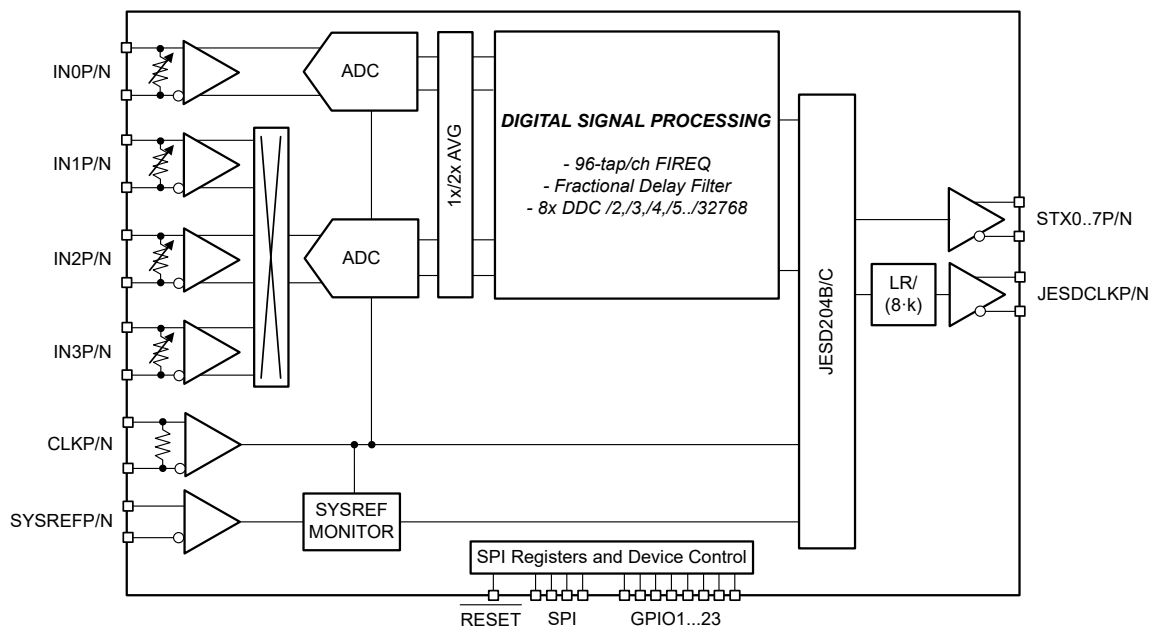 IN0P/N
ADC
1x/2x AVG
DIGITAL SIGNAL PROCESSING
- 96-tap/ch FIREQ
- Fractional Delay Filter
- 8x DDC /2,/3,/4,/5../32768
IN1P/N
IN2P/N
ADC
IN3P/N
JESD204B/C
STX0..7P/N
LR/
(8·k)
JESDCLKP/N
CLKP/N
SYSREFP/N
SYSREF
MONITOR
SPI Registers and Device Control
RESET
SPI
GPIO1...23